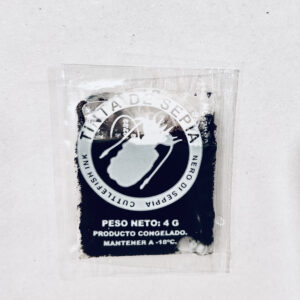 TINTA DE SEPIA
NERO DI SEPPIA
CUTTLEFISH INK
PESO NETO: 4 G
PRODUCTO CONGELADO.
MANTENER A -18ºC.